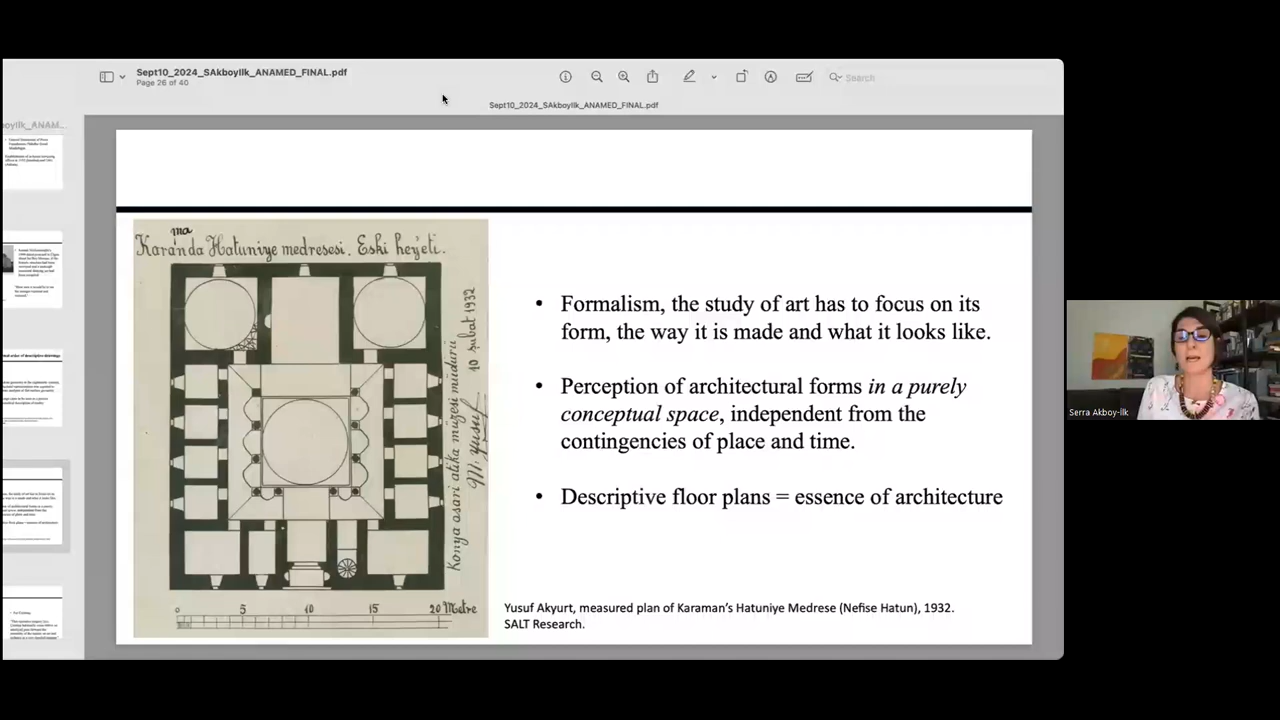 Sept10_2024_SAkboyIlk_ANAMED_FINAL.pdf
Page 26 of 40
Search
Sept10_2024_SAkboyIlk_ANAMED_FINAL.pdf
ma
Karanda Hatuniye medresesi. Eski hey'eti.
Konya asarı atika müzesi müdürü
M. Yusuf
10 şubat 1932
0 5 10 15 20 Metre
• Formalism, the study of art has to focus on its
form, the way it is made and what it looks like.
• Perception of architectural forms in a purely
conceptual space, independent from the
contingencies of place and time.
• Descriptive floor plans = essence of architecture
Yusuf Akyurt, measured plan of Karaman’s Hatuniye Medrese (Nefise Hatun), 1932.
SALT Research.
Serra Akboy-Ilk